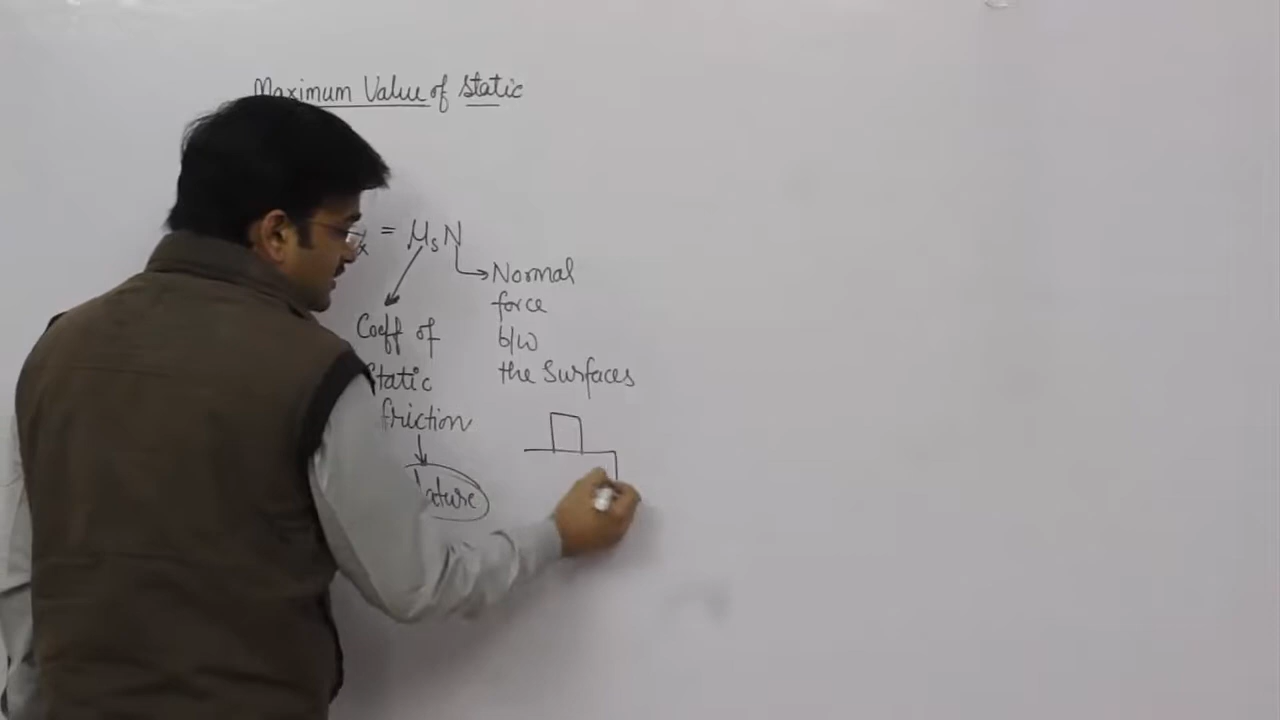 Maximum Value of Static
x = μsN
Normal
force
b/w
the Surfaces
Coeff of
Static
friction